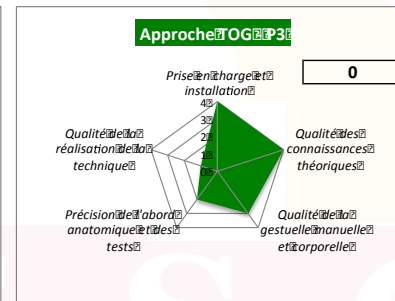 Approche TOG P3
0
Prise en charge et
installation
4
3
2
1
0
Qualité de la
réalisation de la
technique
Qualité des
connaissances
théoriques
Précision de l'abord
anatomique et des
tests
Qualité de la
gestuelle manuelle
et corporelle